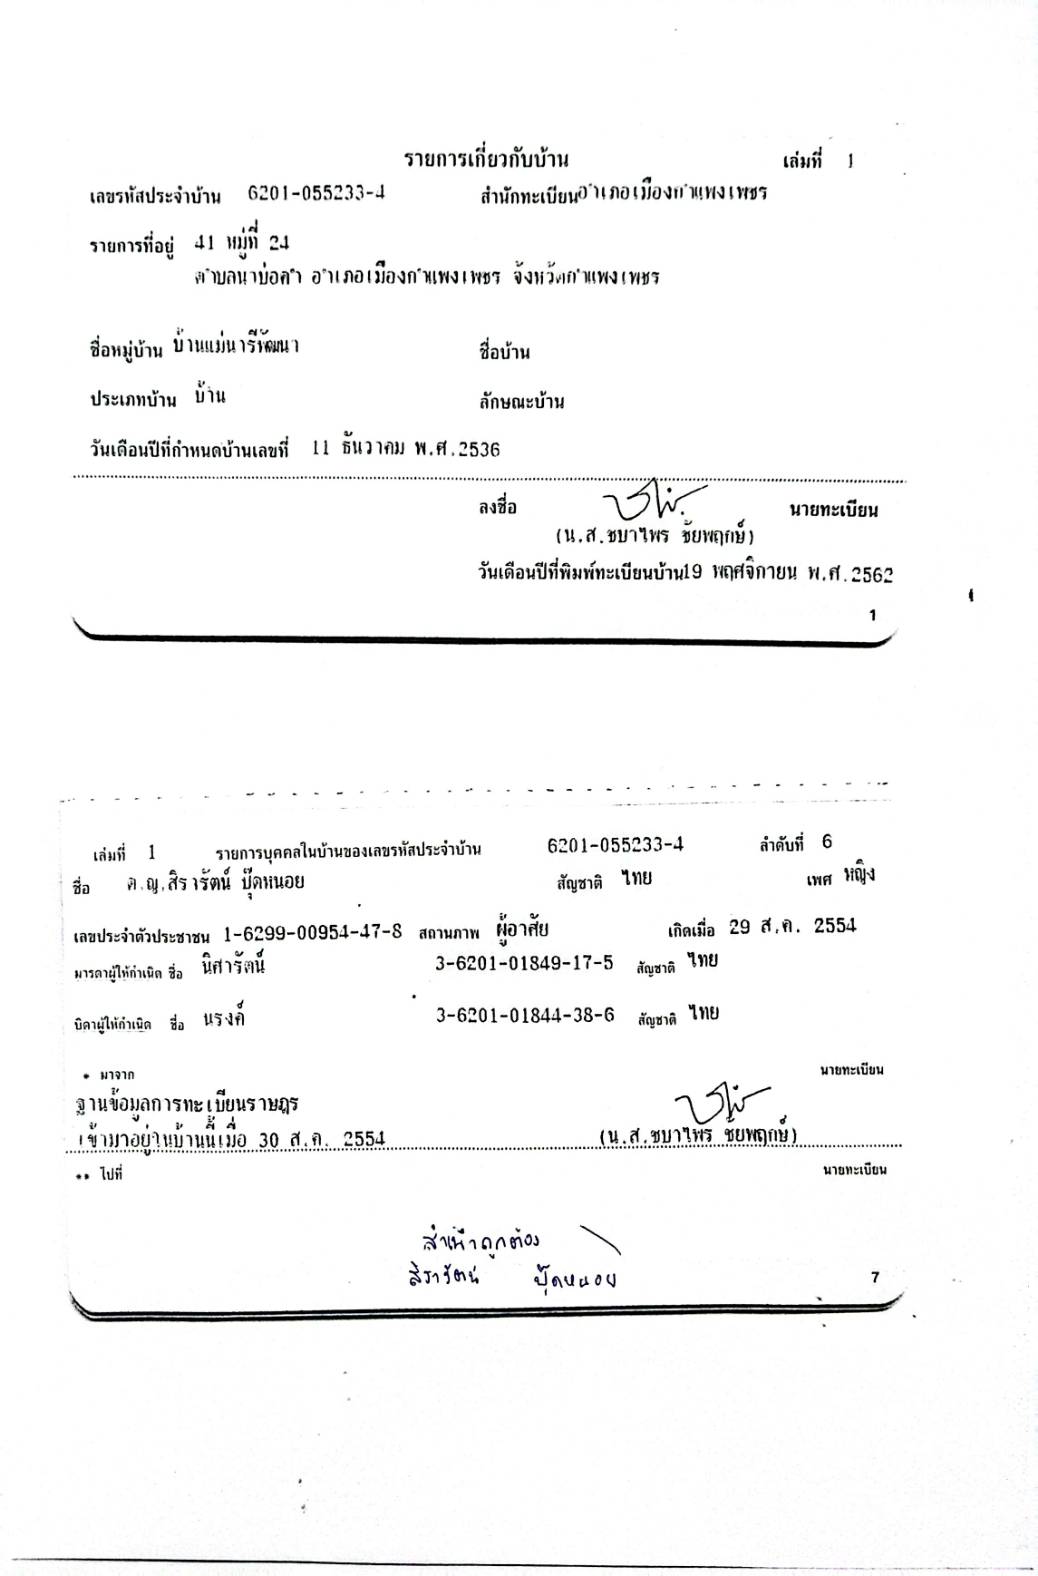 รายการเกี่ยวกับบ้าน เล่มที่ 1
เลขรหัสประจำบ้าน 6201-055233-4 สำนักทะเบียน อำเภอเมืองกำแพงเพชร
รายการที่อยู่ 41 หมู่ที่ 24
ตำบลนาบ่อคำ อำเภอเมืองกำแพงเพชร จังหวัดกำแพงเพชร
ชื่อหมู่บ้าน บ้านแม่นารีพัฒนา ชื่อบ้าน
ประเภทบ้าน บ้าน ลักษณะบ้าน
วันเดือนปีที่กำหนดบ้านเลขที่ 11 ธันวาคม พ.ศ.2536
ลงชื่อ นายทะเบียน
(น.ส.ชบาไพร ชัยพฤกษ์)
วันเดือนปีที่พิมพ์ทะเบียนบ้าน 19 พฤศจิกายน พ.ศ.2562
1
เล่มที่ 1 รายการบุคคลในบ้านของเลขรหัสประจำบ้าน 6201-055233-4 ลำดับที่ 6
ชื่อ ด.ญ.สิรารัตน์ ปุ๊ดหนอย สัญชาติ ไทย เพศ หญิง
เลขประจำตัวประชาชน 1-6299-00954-47-8 สถานภาพ ผู้อาศัย เกิดเมื่อ 29 ส.ค. 2554
มารดาผู้ให้กำเนิด ชื่อ นิศารัตน์ 3-6201-01849-17-5 สัญชาติ ไทย
บิดาผู้ให้กำเนิด ชื่อ นรงค์ 3-6201-01844-38-6 สัญชาติ ไทย
* มาจาก นายทะเบียน
ฐานข้อมูลการทะเบียนราษฎร
เข้ามาอยู่ในบ้านนี้เมื่อ 30 ส.ค. 2554 (น.ส.ชบาไพร ชัยพฤกษ์)
** ไปที่ นายทะเบียน
สำเนาถูกต้อง
สิรารัตน์ ปุ๊ดหนอย
7